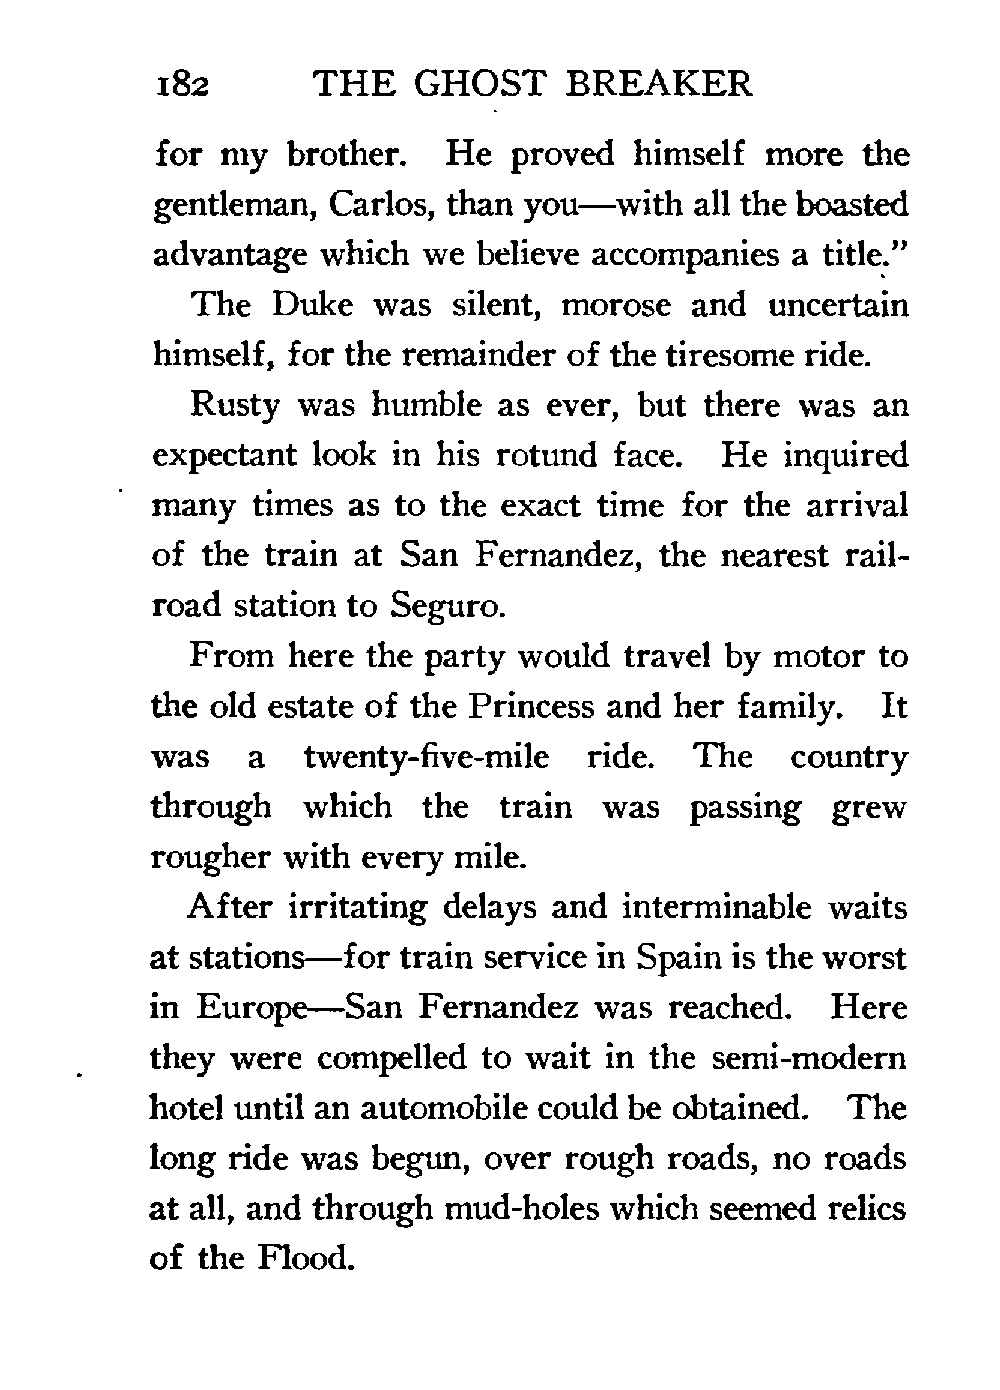 182 THE GHOST BREAKER
for my brother. He proved himself more the
gentleman, Carlos, than you—with all the boasted
advantage which we believe accompanies a title.”
The Duke was silent, morose and uncertain
himself, for the remainder of the tiresome ride.
Rusty was humble as ever, but there was an
expectant look in his rotund face. He inquired
many times as to the exact time for the arrival
of the train at San Fernandez, the nearest rail-
road station to Seguro.
From here the party would travel by motor to
the old estate of the Princess and her family. It
was a twenty-five-mile ride. The country
through which the train was passing grew
rougher with every mile.
After irritating delays and interminable waits
at stations—for train service in Spain is the worst
in Europe—San Fernandez was reached. Here
they were compelled to wait in the semi-modern
hotel until an automobile could be obtained. The
long ride was begun, over rough roads, no roads
at all, and through mud-holes which seemed relics
of the Flood.